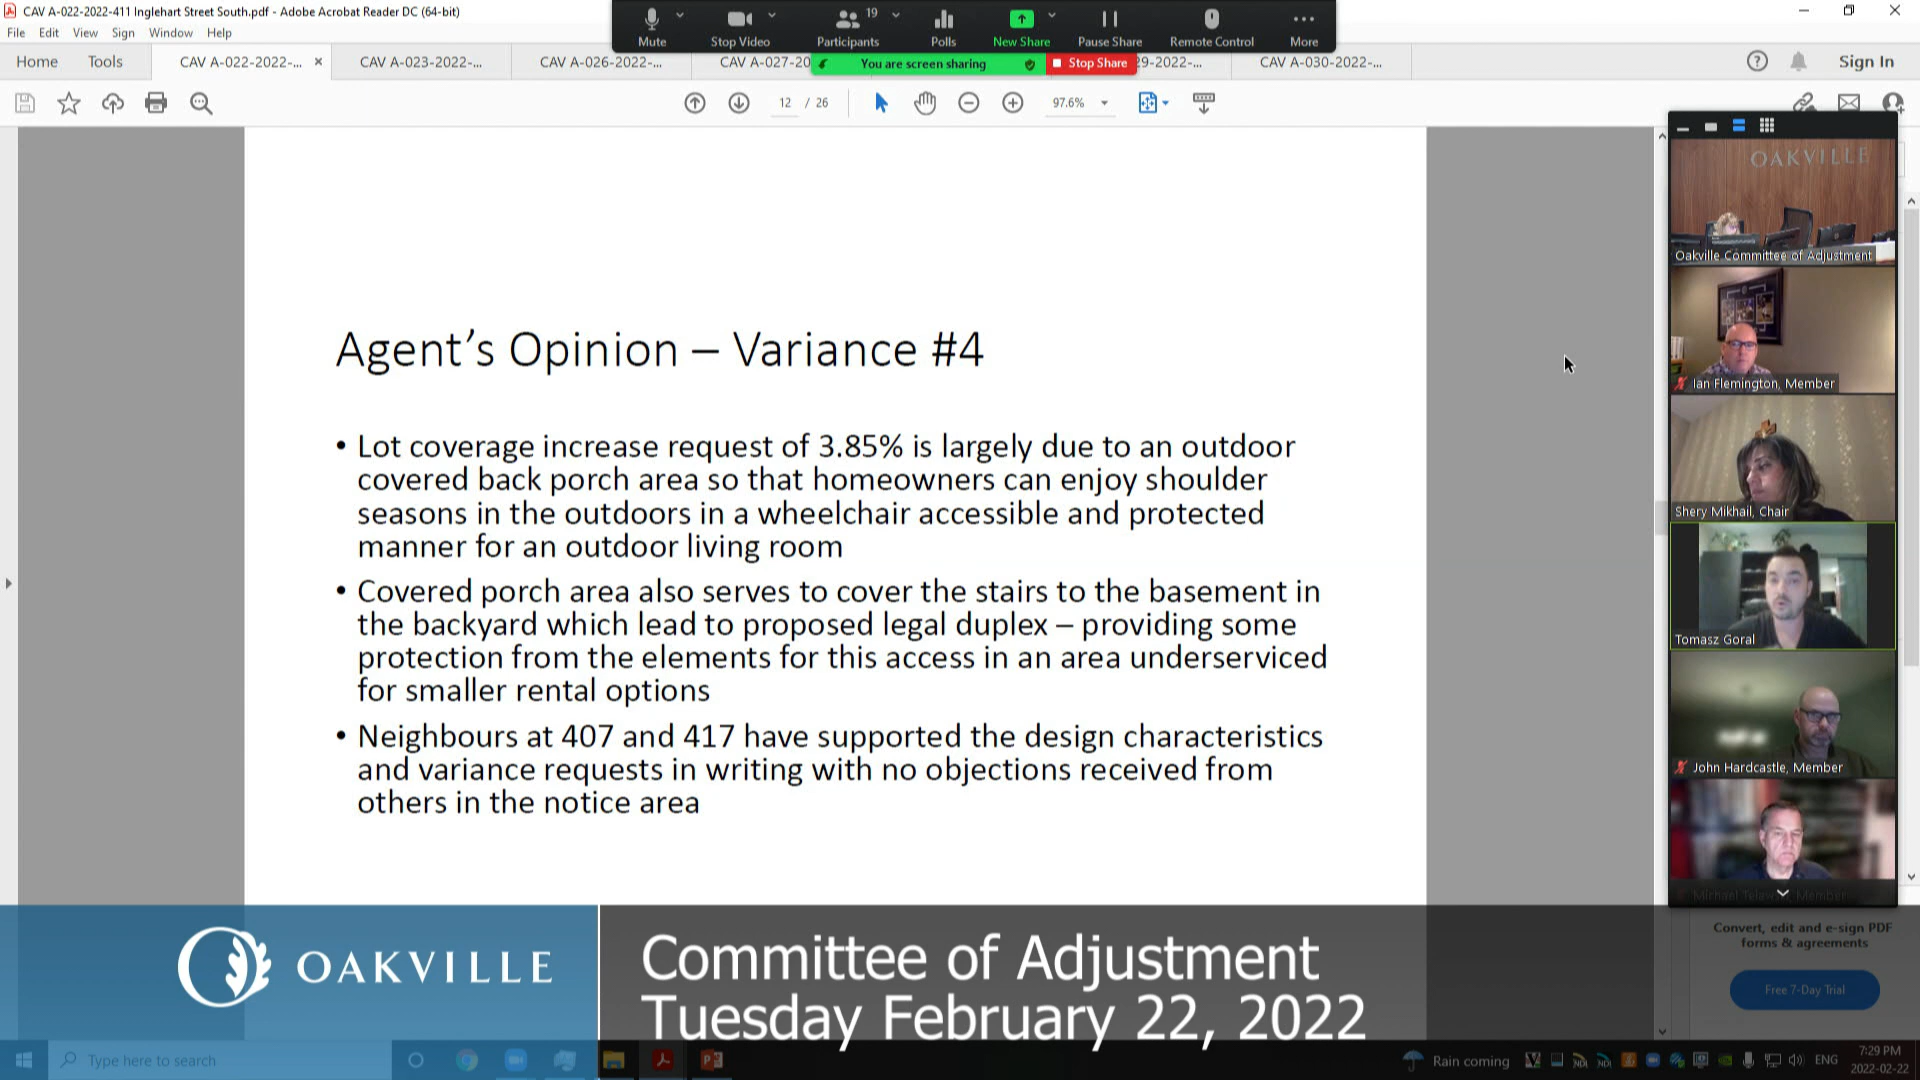 CAV A-022-2022-411 Inglehart Street South.pdf - Adobe Acrobat Reader DC (64-bit)
File Edit View Sign Window Help
Mute
Stop Video
19
Participants
Polls
New Share
Pause Share
Remote Control
More
Home
Tools
CAV A-022-2022-...
CAV A-023-2022-...
CAV A-026-2022-...
CAV A-027-20
You are screen sharing
Stop Share
29-2022-...
CAV A-030-2022-...
Sign In
12 / 26
97.6%
OAKVILLE
Oakville Committee of Adjustment
Ian Flemington, Member
Shery Mikhail, Chair
Tomasz Goral
John Hardcastle, Member
Agent's Opinion – Variance #4
• Lot coverage increase request of 3.85% is largely due to an outdoor
covered back porch area so that homeowners can enjoy shoulder
seasons in the outdoors in a wheelchair accessible and protected
manner for an outdoor living room
• Covered porch area also serves to cover the stairs to the basement in
the backyard which lead to proposed legal duplex – providing some
protection from the elements for this access in an area underserviced
for smaller rental options
• Neighbours at 407 and 417 have supported the design characteristics
and variance requests in writing with no objections received from
others in the notice area
Convert, edit and e-sign PDF
forms & agreements
Free 7-Day Trial
OAKVILLE
Committee of Adjustment
Tuesday February 22, 2022
Type here to search
Rain coming
ENG
7:29 PM
2022-02-22